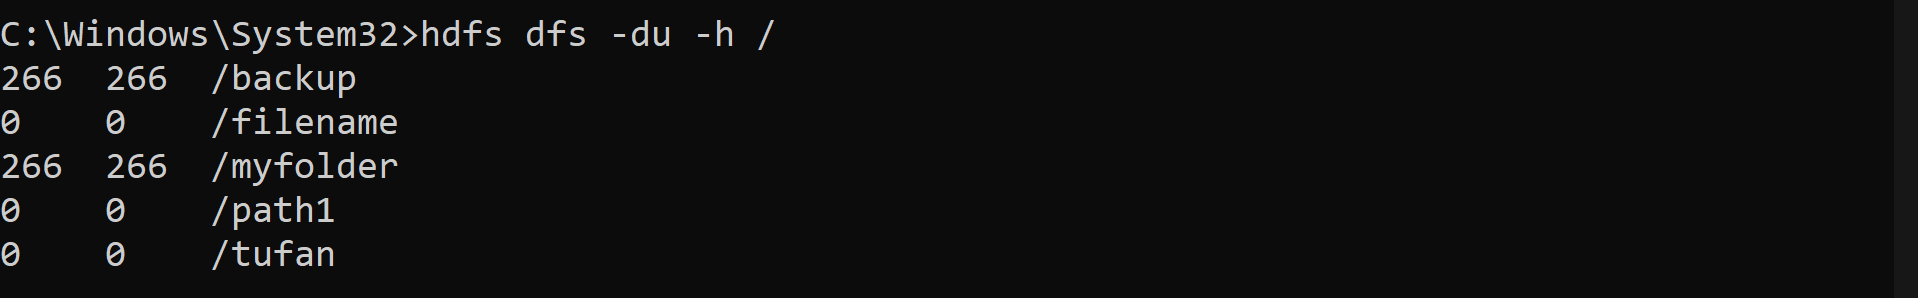 C:\Windows\System32>hdfs dfs -du -h /
266  266  /backup
0    0    /filename
266  266  /myfolder
0    0    /path1
0    0    /tufan